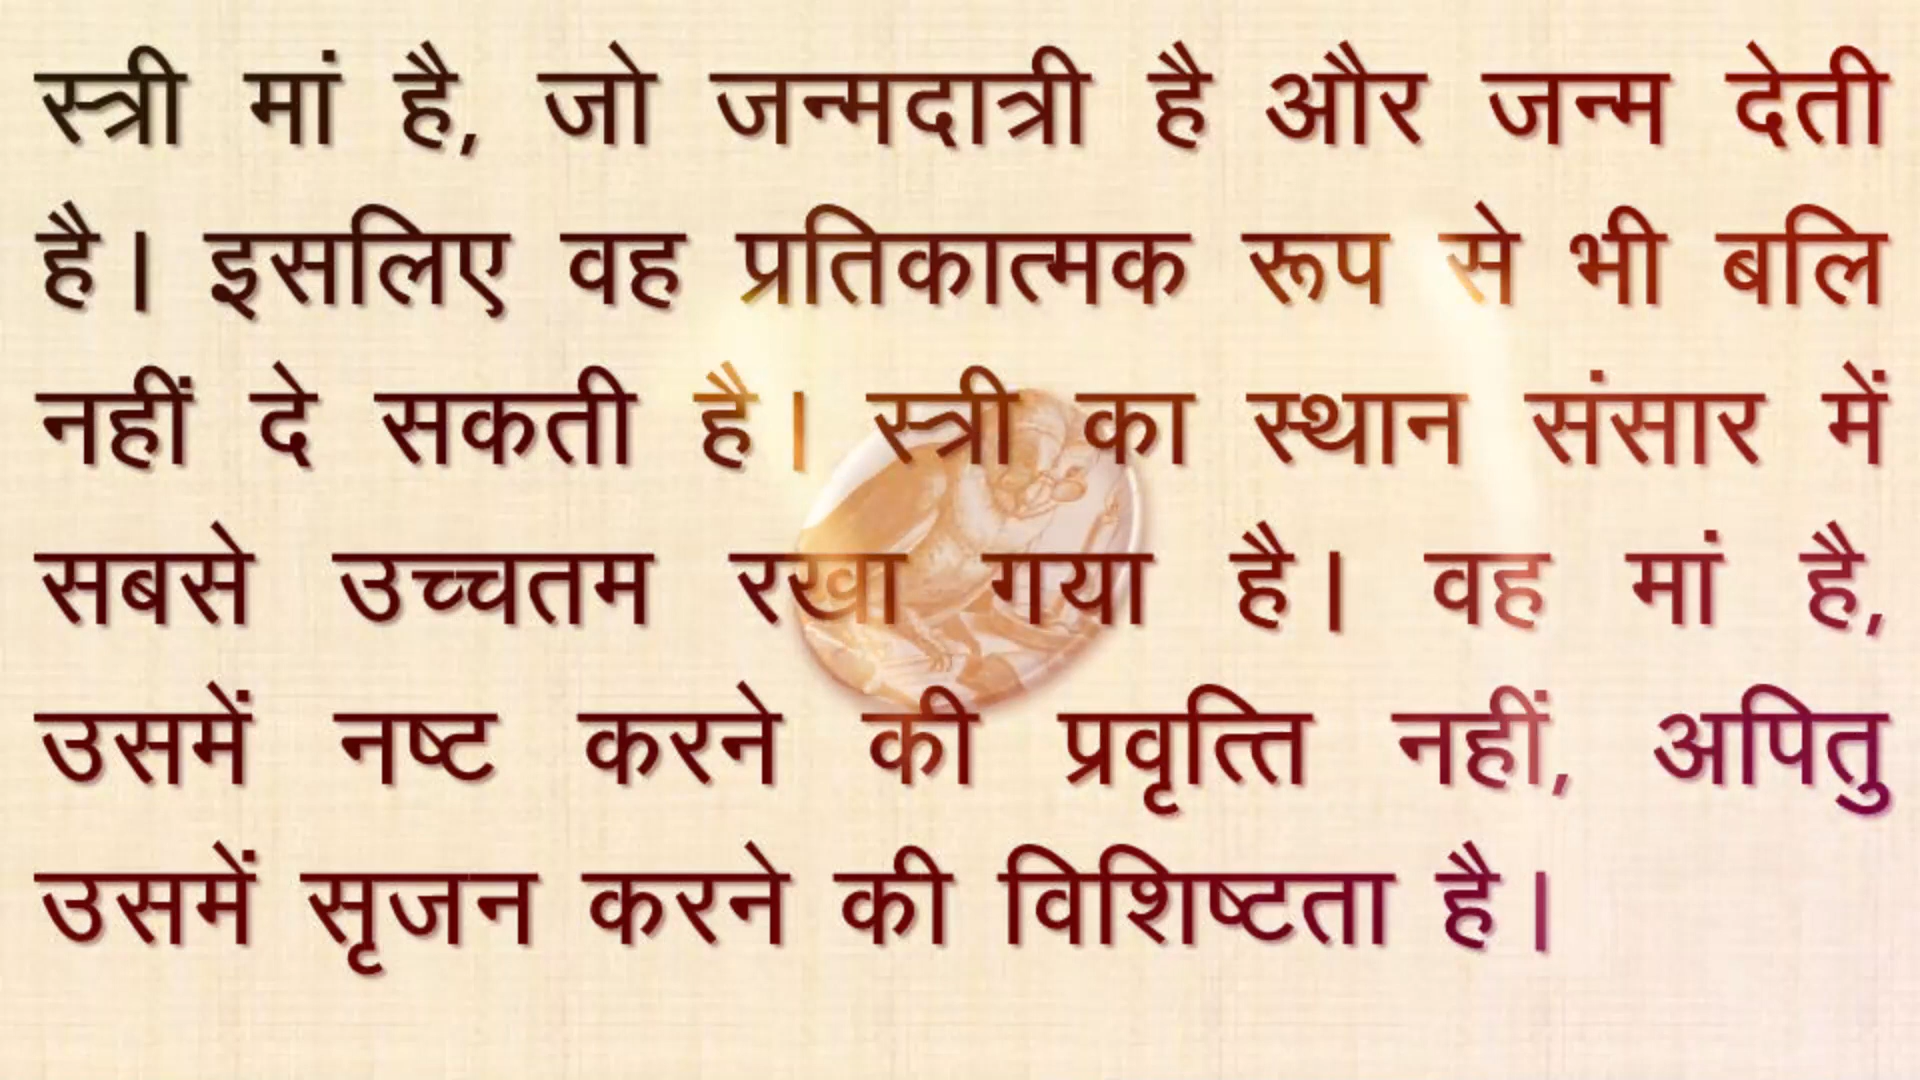 स्त्री मां है, जो जन्मदात्री है और जन्म देती
है। इसलिए वह प्रतिकात्मक रूप से भी बलि
नहीं दे सकती है। स्त्री का स्थान संसार में
सबसे उच्चतम रखा गया है। वह मां है,
उसमें नष्ट करने की प्रवृत्ति नहीं, अपितु
उसमें सृजन करने की विशिष्टता है।